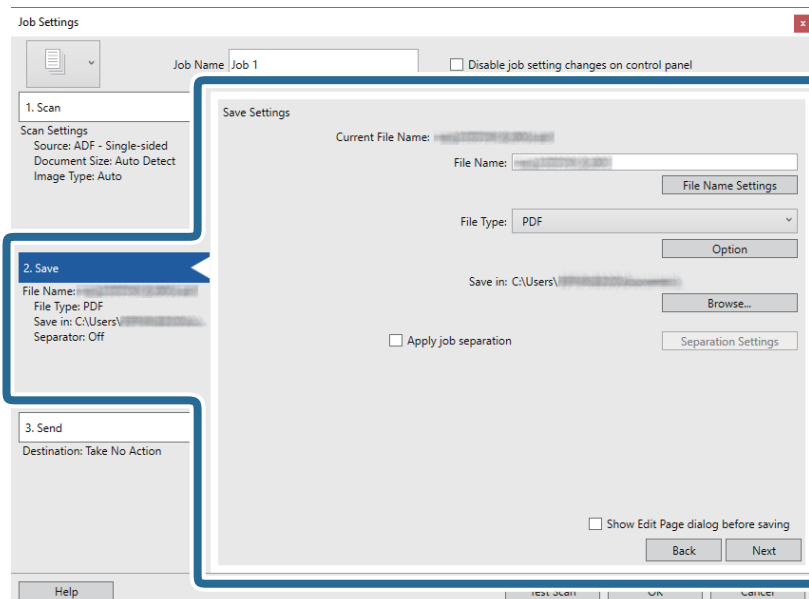 Job Settings
x
Job Name Job 1
Disable job setting changes on control panel
1. Scan
Scan Settings
Source: ADF - Single-sided
Document Size: Auto Detect
Image Type: Auto
2. Save
File Name:
File Type: PDF
Save in: C:\Users\
Separator: Off
3. Send
Destination: Take No Action
Save Settings
Current File Name:
File Name:
File Name Settings
File Type: PDF
Option
Save in: C:\Users\
Browse...
Apply job separation
Separation Settings
Show Edit Page dialog before saving
Back Next
Help Test Scan OK Cancel